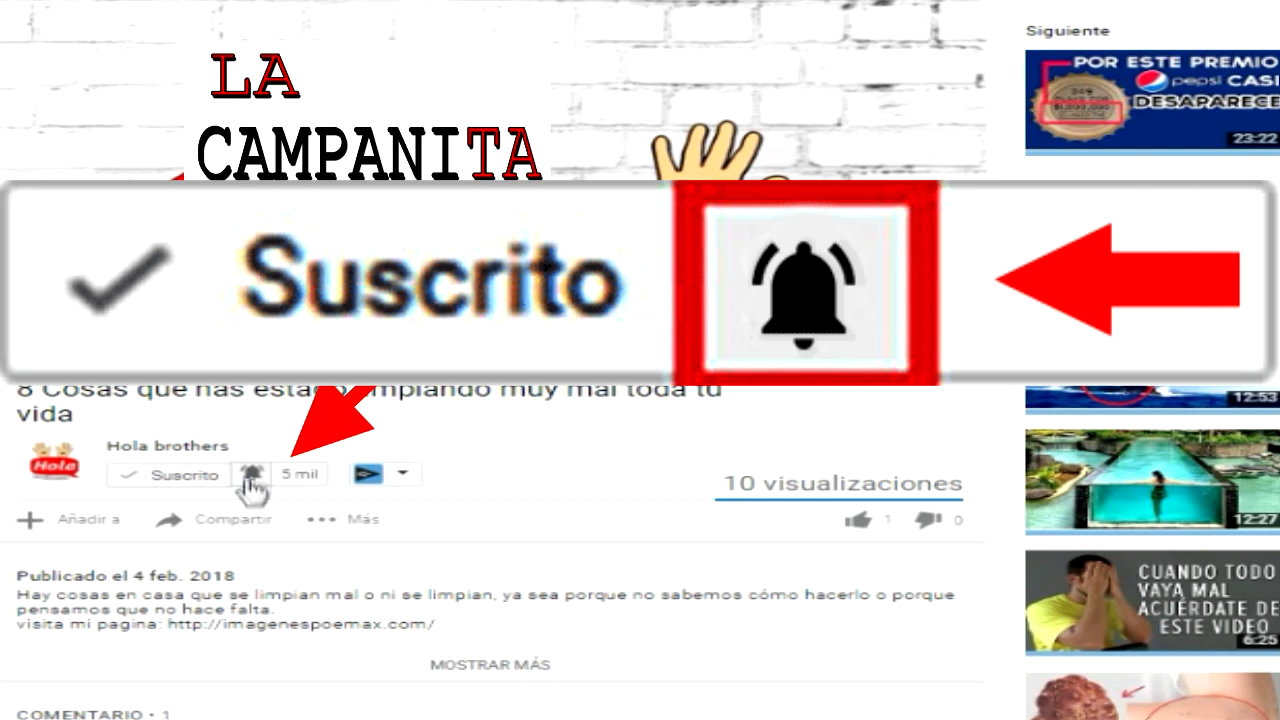 LA
CAMPANITA
Siguiente
POR ESTE PREMIO
pepsi CASI
DESAPARECE
23:22
Suscrito
12:53
8 Cosas que has estado limpiando muy mal toda tu
vida
Hola brothers
Hola
Suscrito
5 mil
10 visualizaciones
12:27
Añadir a
Compartir
Más
1
0
CUANDO TODO
VAYA MAL
ACUÉRDATE DE
ESTE VIDEO
6:25
Publicado el 4 feb. 2018
Hay cosas en casa que se limpian mal o ni se limpian, ya sea porque no sabemos cómo hacerlo o porque
pensamos que no hace falta.
visita mi pagina: http://imagenespoemax.com/
MOSTRAR MÁS
COMENTARIO • 1